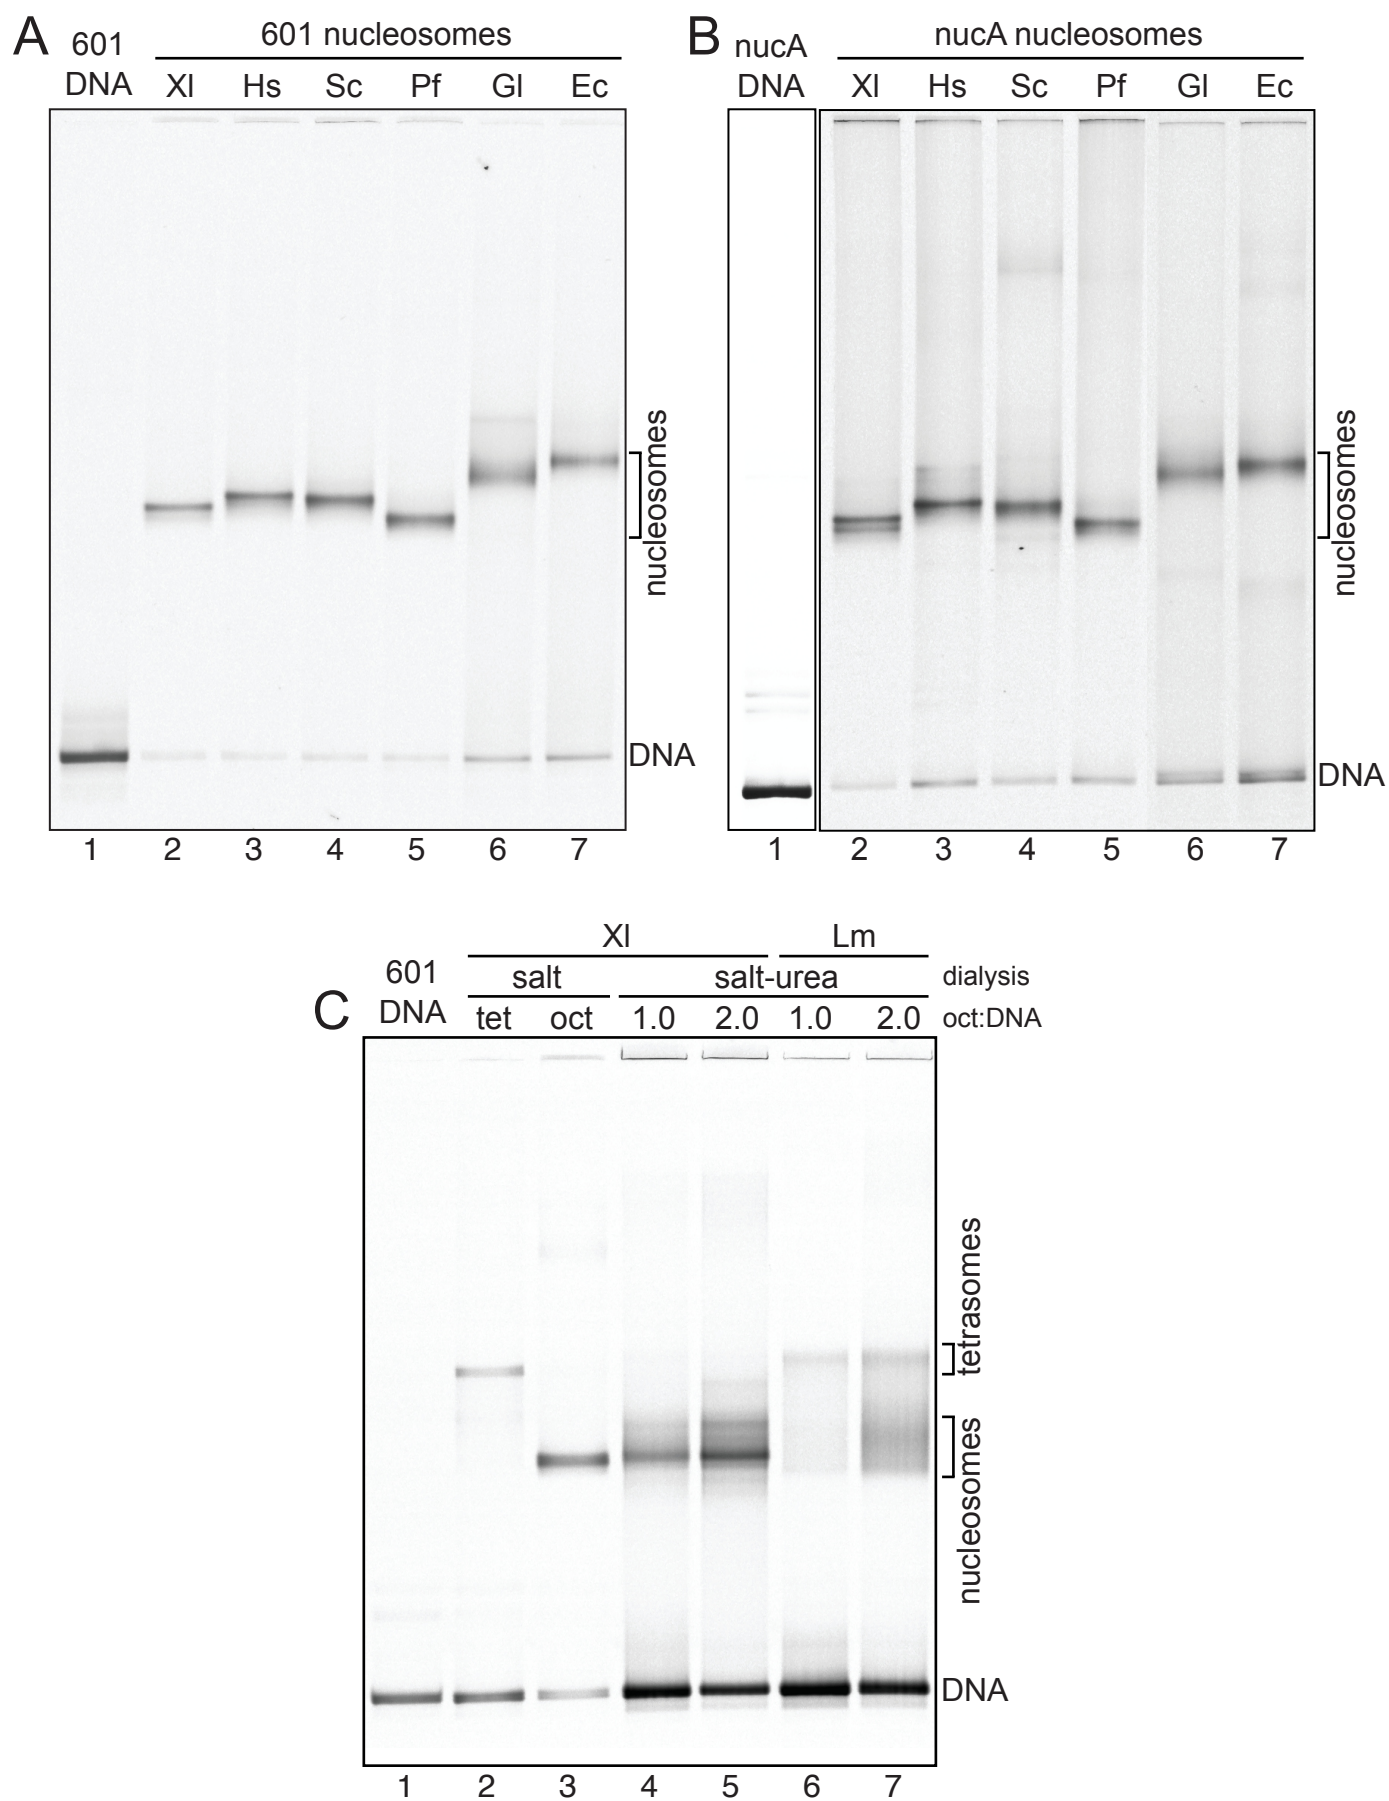 A
601
DNA
601 nucleosomes
Xl Hs Sc Pf Gl Ec
nucleosomes
DNA
1 2 3 4 5 6 7
B
nucA
DNA
nucA nucleosomes
Xl Hs Sc Pf Gl Ec
nucleosomes
DNA
1 2 3 4 5 6 7
C
601
DNA
Xl Lm
salt salt-urea dialysis
tet oct 1.0 2.0 1.0 2.0 oct:DNA
tetrasomes
nucleosomes
DNA
1 2 3 4 5 6 7